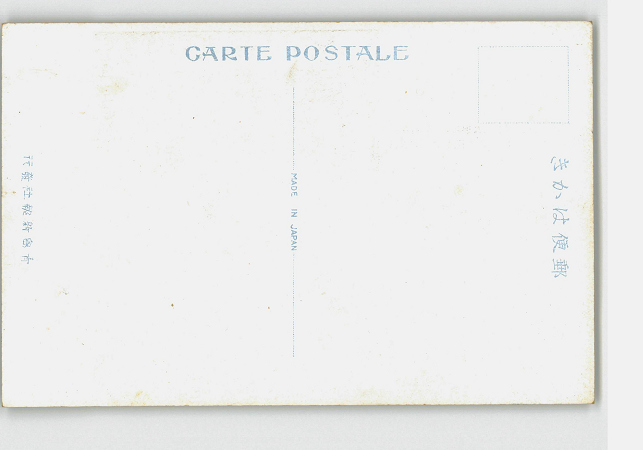 CARTE POSTALE
きかは便郵
MADE IN JAPAN